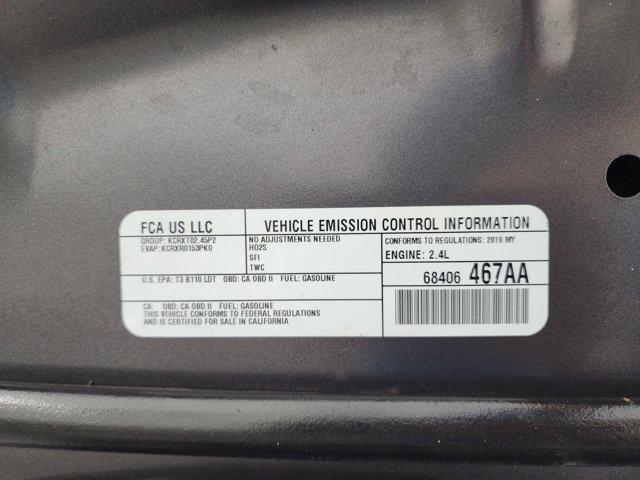 FCA US LLC
VEHICLE EMISSION CONTROL INFORMATION
GROUP: KCRXT02.45P2
EVAP: KCRXR0153PK0
NO ADJUSTMENTS NEEDED
HO2S
SFI
TWC
CONFORMS TO REGULATIONS: 2019 MY
ENGINE: 2.4L
U.S. EPA: T3 B110 LDT OBD: CA OBD II FUEL: GASOLINE
68406 467AA
CA: OBD: CA OBD II FUEL: GASOLINE
THIS VEHICLE CONFORMS TO FEDERAL REGULATIONS
AND IS CERTIFIED FOR SALE IN CALIFORNIA